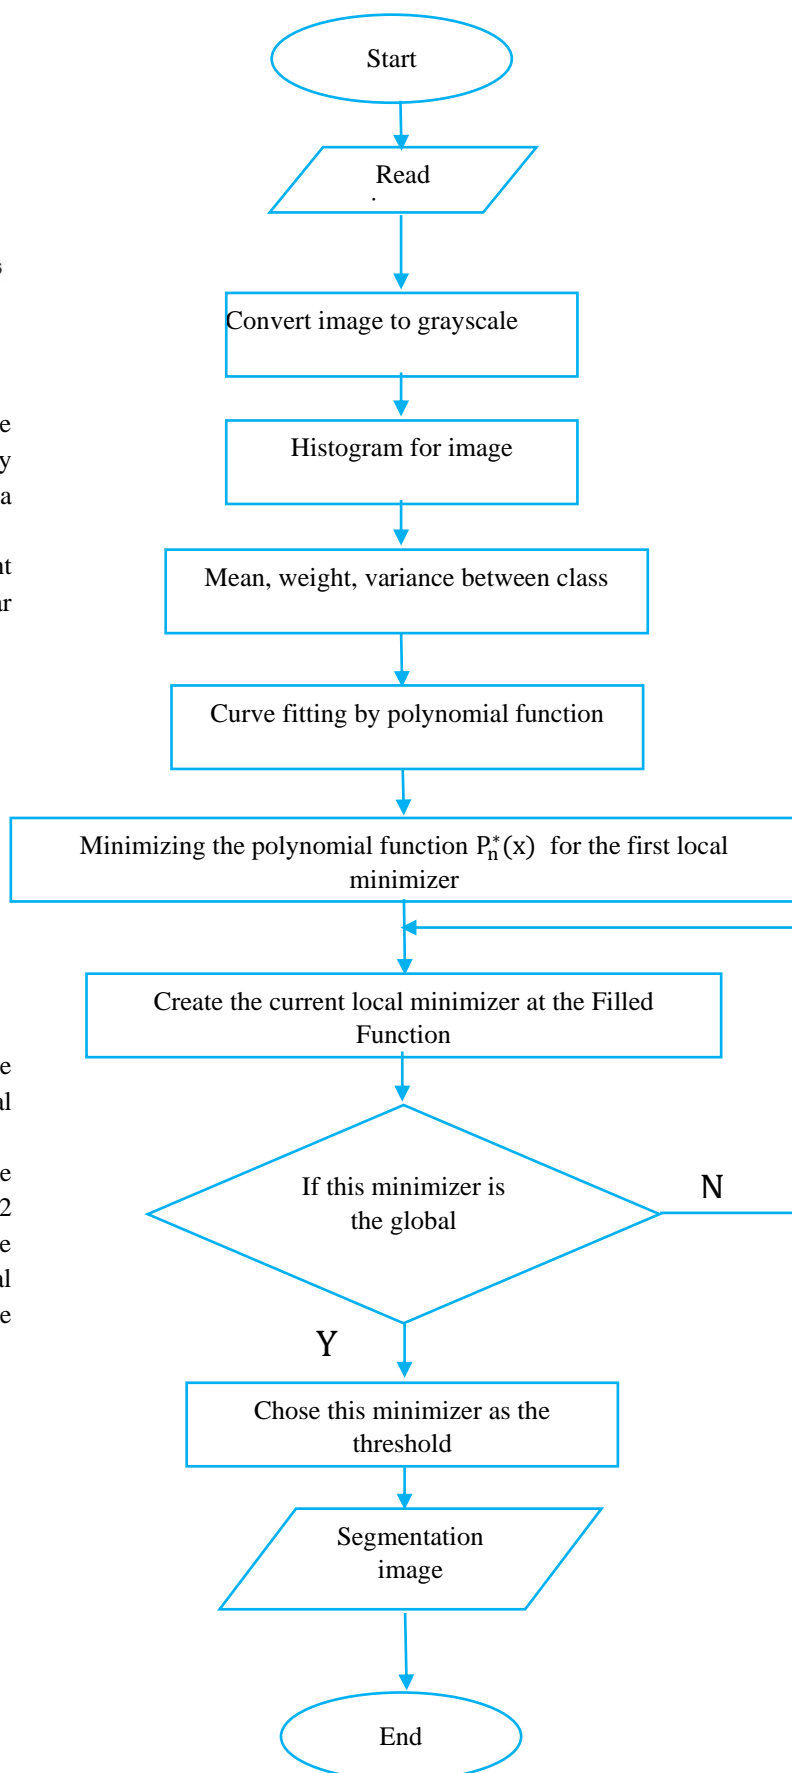 Start
Read
Convert image to grayscale
Histogram for image
Mean, weight, variance between class
Curve fitting by polynomial function
Minimizing the polynomial function P*n(x) for the first local
minimizer
Create the current local minimizer at the Filled
Function
If this minimizer is
the global
N
Y
Chose this minimizer as the
threshold
Segmentation
image
End